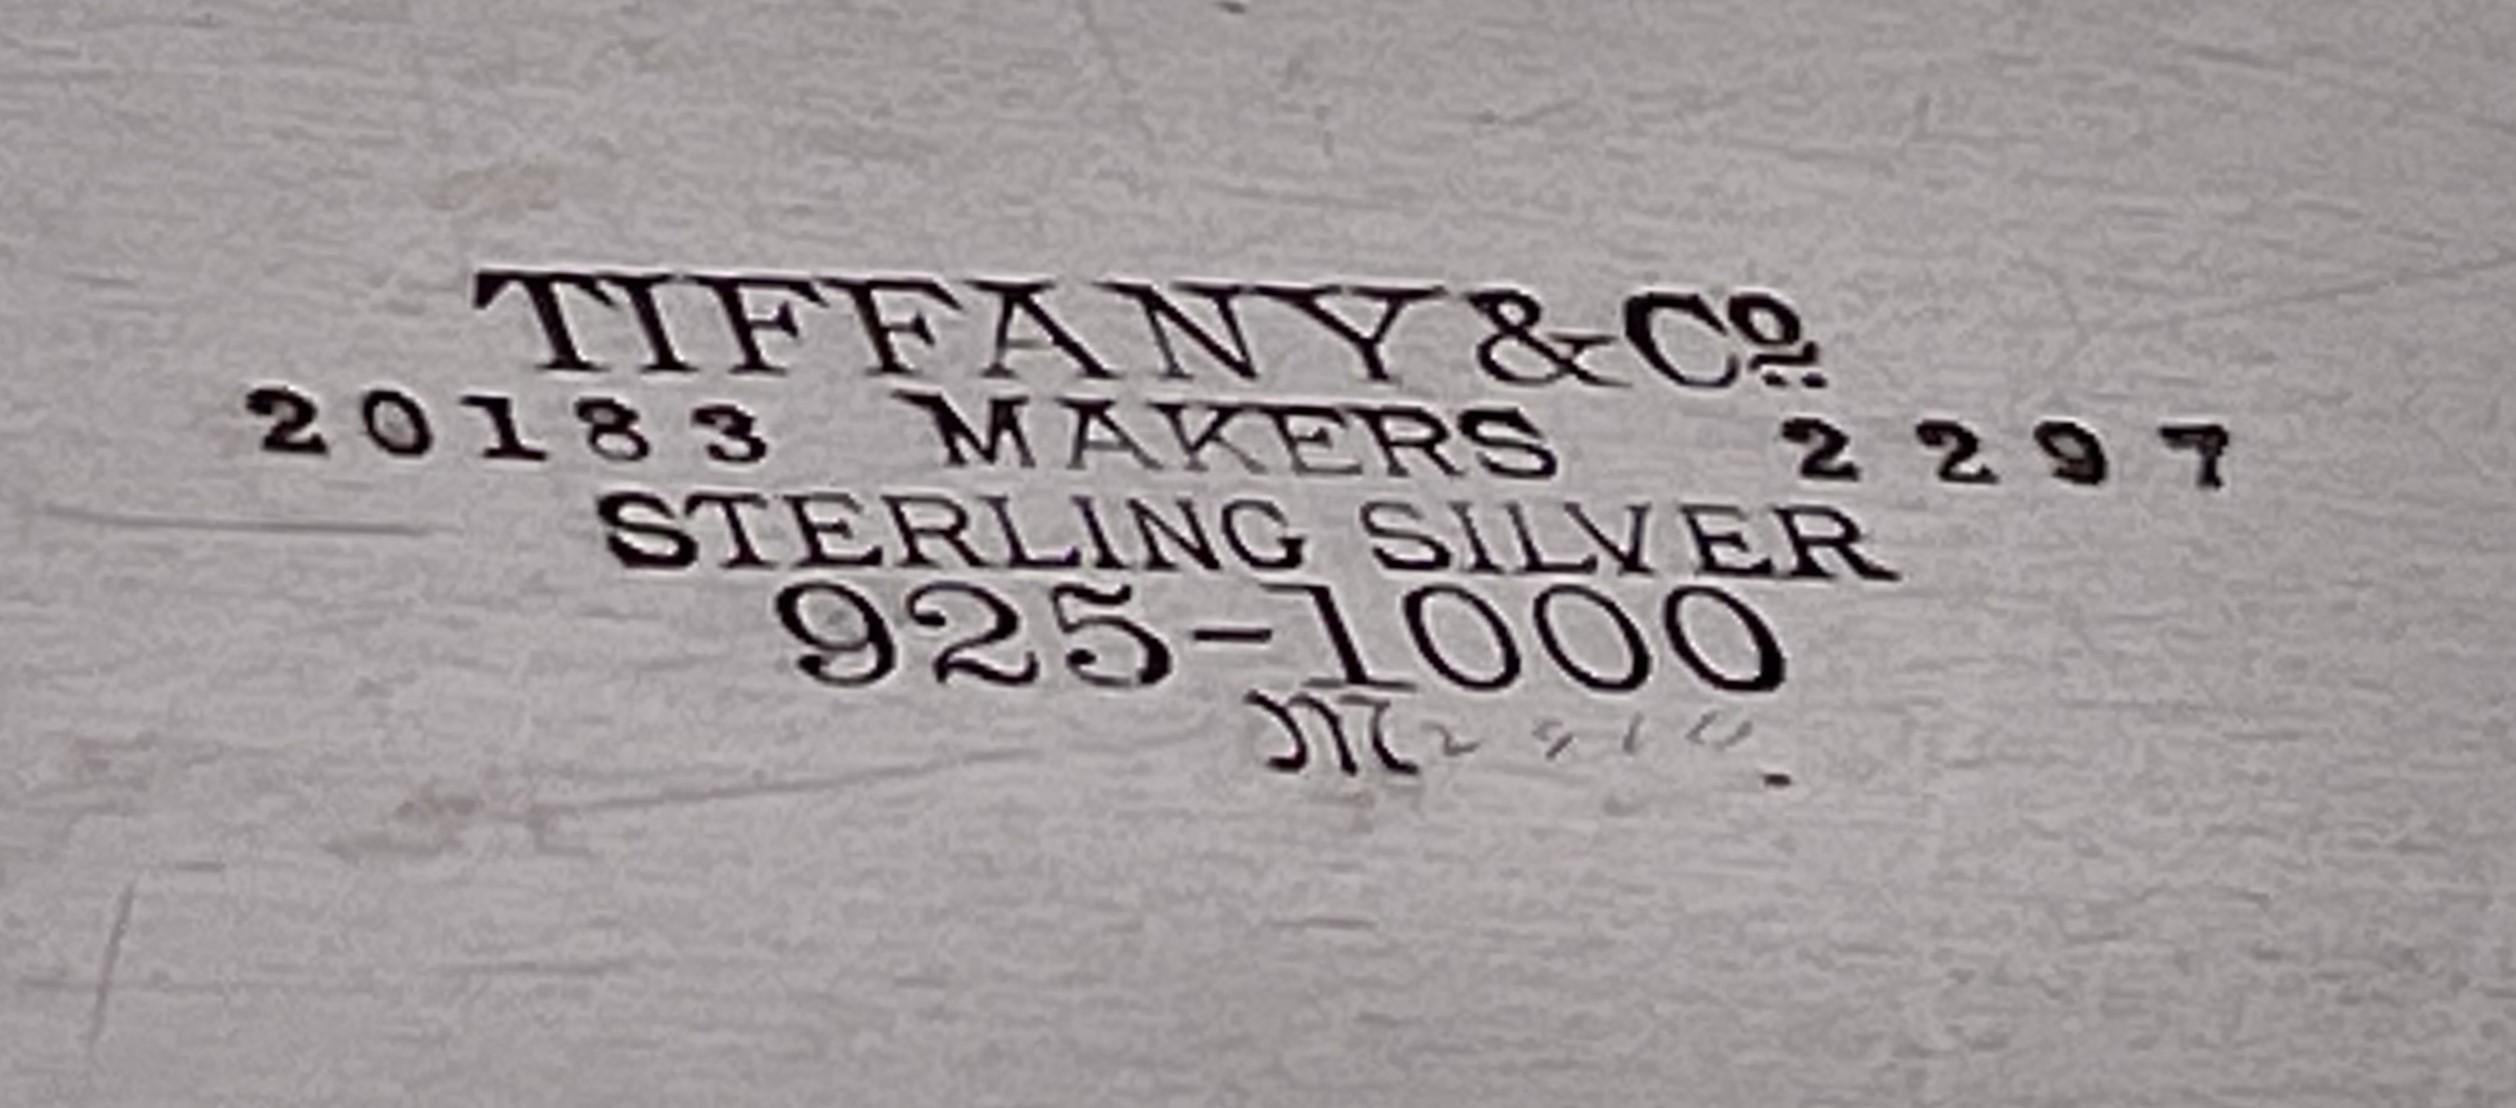 TIFFANY & Cº
20183 MAKERS 2297
STERLING SILVER
925-1000
M